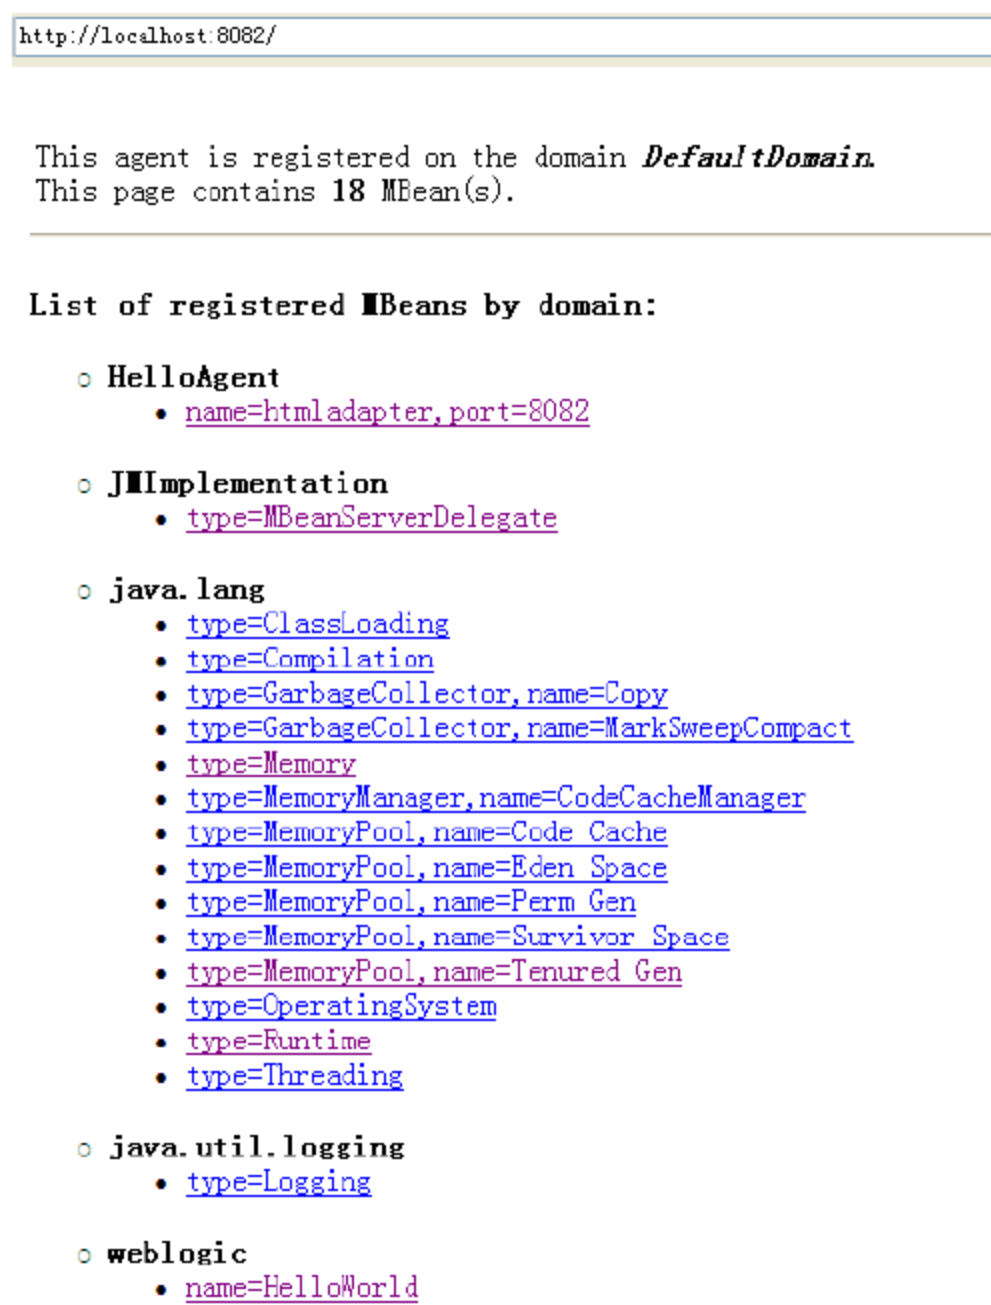 http://localhost:8082/
This agent is registered on the domain DefaultDomain.
This page contains 18 MBean(s).
List of registered MBeans by domain:
HelloAgent
name=htmladapter,port=8082
JMImplementation
type=MBeanServerDelegate
java.lang
type=ClassLoading
type=Compilation
type=GarbageCollector,name=Copy
type=GarbageCollector,name=MarkSweepCompact
type=Memory
type=MemoryManager,name=CodeCacheManager
type=MemoryPool,name=Code Cache
type=MemoryPool,name=Eden Space
type=MemoryPool,name=Perm Gen
type=MemoryPool,name=Survivor Space
type=MemoryPool,name=Tenured Gen
type=OperatingSystem
type=Runtime
type=Threading
java.util.logging
type=Logging
weblogic
name=HelloWorld